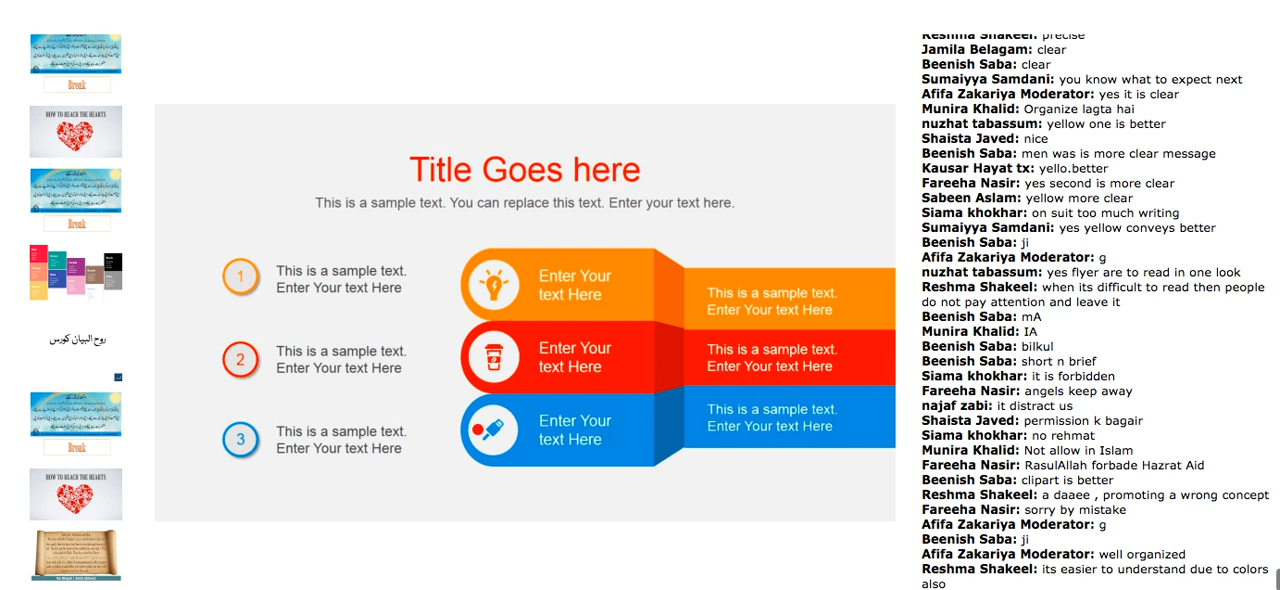 Break
HOW TO REACH THE HEARTS
Break
روح البیان کورس
Break
HOW TO REACH THE HEARTS
Title Goes here
This is a sample text. You can replace this text. Enter your text here.
1
This is a sample text.
Enter Your text Here
2
This is a sample text.
Enter Your text Here
3
This is a sample text.
Enter Your text Here
Enter Your
text Here
This is a sample text.
Enter Your text Here
Enter Your
text Here
This is a sample text.
Enter Your text Here
Enter Your
text Here
This is a sample text.
Enter Your text Here
Reshma Shakeel: precise
Jamila Belagam: clear
Beenish Saba: clear
Sumaiyya Samdani: you know what to expect next
Afifa Zakariya Moderator: yes it is clear
Munira Khalid: Organize lagta hai
nuzhat tabassum: yellow one is better
Shaista Javed: nice
Beenish Saba: men was is more clear message
Kausar Hayat tx: yello.better
Fareeha Nasir: yes second is more clear
Sabeen Aslam: yellow more clear
Siama khokhar: on suit too much writing
Sumaiyya Samdani: yes yellow conveys better
Beenish Saba: ji
Afifa Zakariya Moderator: g
nuzhat tabassum: yes flyer are to read in one look
Reshma Shakeel: when its difficult to read then people
do not pay attention and leave it
Beenish Saba: mA
Munira Khalid: IA
Beenish Saba: bilkul
Beenish Saba: short n brief
Siama khokhar: it is forbidden
Fareeha Nasir: angels keep away
najaf zabi: it distract us
Shaista Javed: permission k bagair
Siama khokhar: no rehmat
Munira Khalid: Not allow in Islam
Fareeha Nasir: RasulAllah forbade Hazrat Aid
Beenish Saba: clipart is better
Reshma Shakeel: a daaee , promoting a wrong concept
Fareeha Nasir: sorry by mistake
Afifa Zakariya Moderator: g
Beenish Saba: ji
Afifa Zakariya Moderator: well organized
Reshma Shakeel: its easier to understand due to colors
also